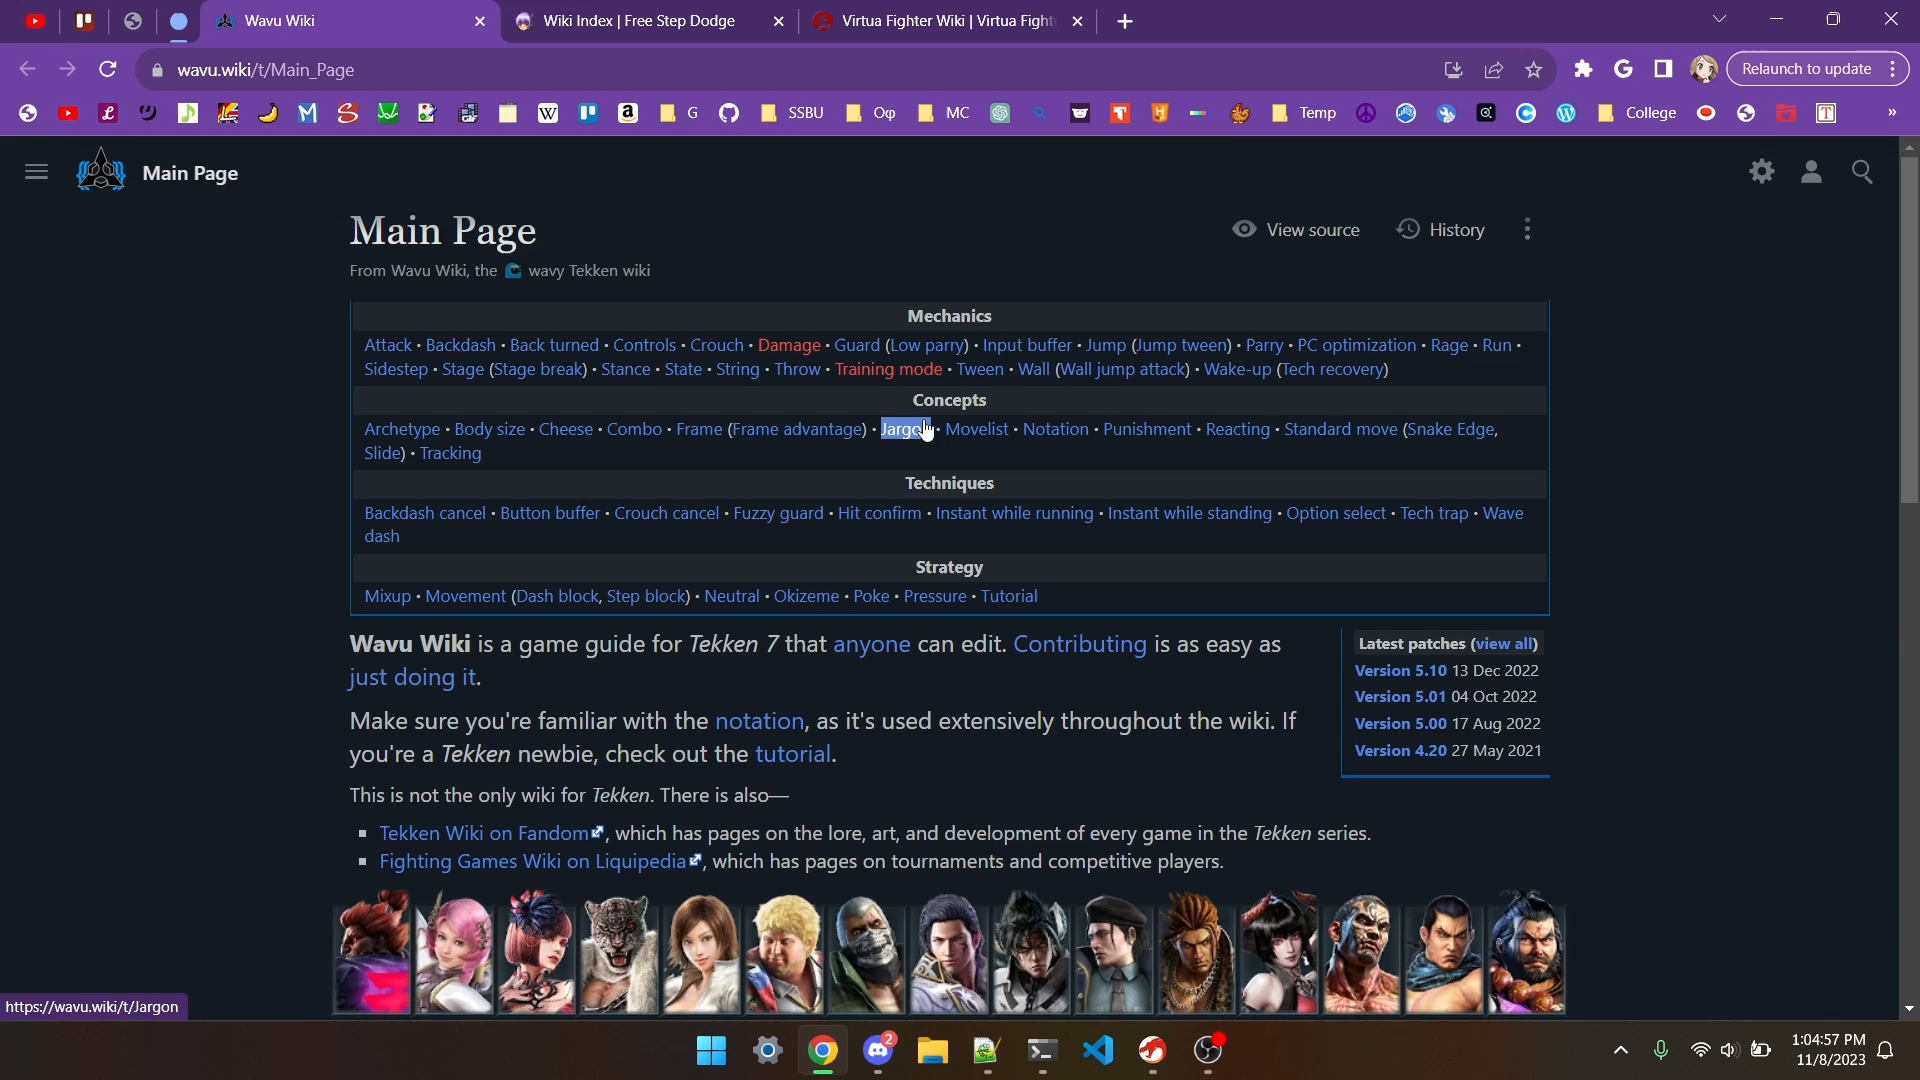 Wavu Wiki
Wiki Index | Free Step Dodge
Virtua Fighter Wiki | Virtua Fight
wavu.wiki/t/Main_Page
Relaunch to update
G
SSBU
Oφ
MC
Temp
College
»
Main Page
Main Page
View source
History
From Wavu Wiki, the wavy Tekken wiki
Mechanics
Attack • Backdash • Back turned • Controls • Crouch • Damage • Guard (Low parry) • Input buffer • Jump (Jump tween) • Parry • PC optimization • Rage • Run •
Sidestep • Stage (Stage break) • Stance • State • String • Throw • Training mode • Tween • Wall (Wall jump attack) • Wake-up (Tech recovery)
Concepts
Archetype • Body size • Cheese • Combo • Frame (Frame advantage) • Jargon • Movelist • Notation • Punishment • Reacting • Standard move (Snake Edge,
Slide) • Tracking
Techniques
Backdash cancel • Button buffer • Crouch cancel • Fuzzy guard • Hit confirm • Instant while running • Instant while standing • Option select • Tech trap • Wave
dash
Strategy
Mixup • Movement (Dash block, Step block) • Neutral • Okizeme • Poke • Pressure • Tutorial
Wavu Wiki is a game guide for Tekken 7 that anyone can edit. Contributing is as easy as
just doing it.
Make sure you're familiar with the notation, as it's used extensively throughout the wiki. If
you're a Tekken newbie, check out the tutorial.
This is not the only wiki for Tekken. There is also—
Tekken Wiki on Fandom, which has pages on the lore, art, and development of every game in the Tekken series.
Fighting Games Wiki on Liquipedia, which has pages on tournaments and competitive players.
Latest patches (view all)
Version 5.10 13 Dec 2022
Version 5.01 04 Oct 2022
Version 5.00 17 Aug 2022
Version 4.20 27 May 2021
https://wavu.wiki/t/Jargon
2
1:04:57 PM
11/8/2023